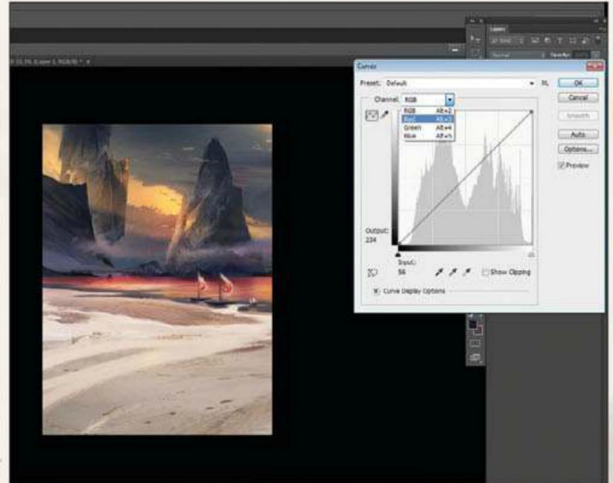 Layers
Curves
Preset: Default
OK
Channel: RGB
Cancel
RGB Alt+2
Red Alt+3
Smooth
Green Alt+4
Blue Alt+5
Auto
Options...
Preview
Output:
234
Input:
56
Show Clipping
Curve Display Options